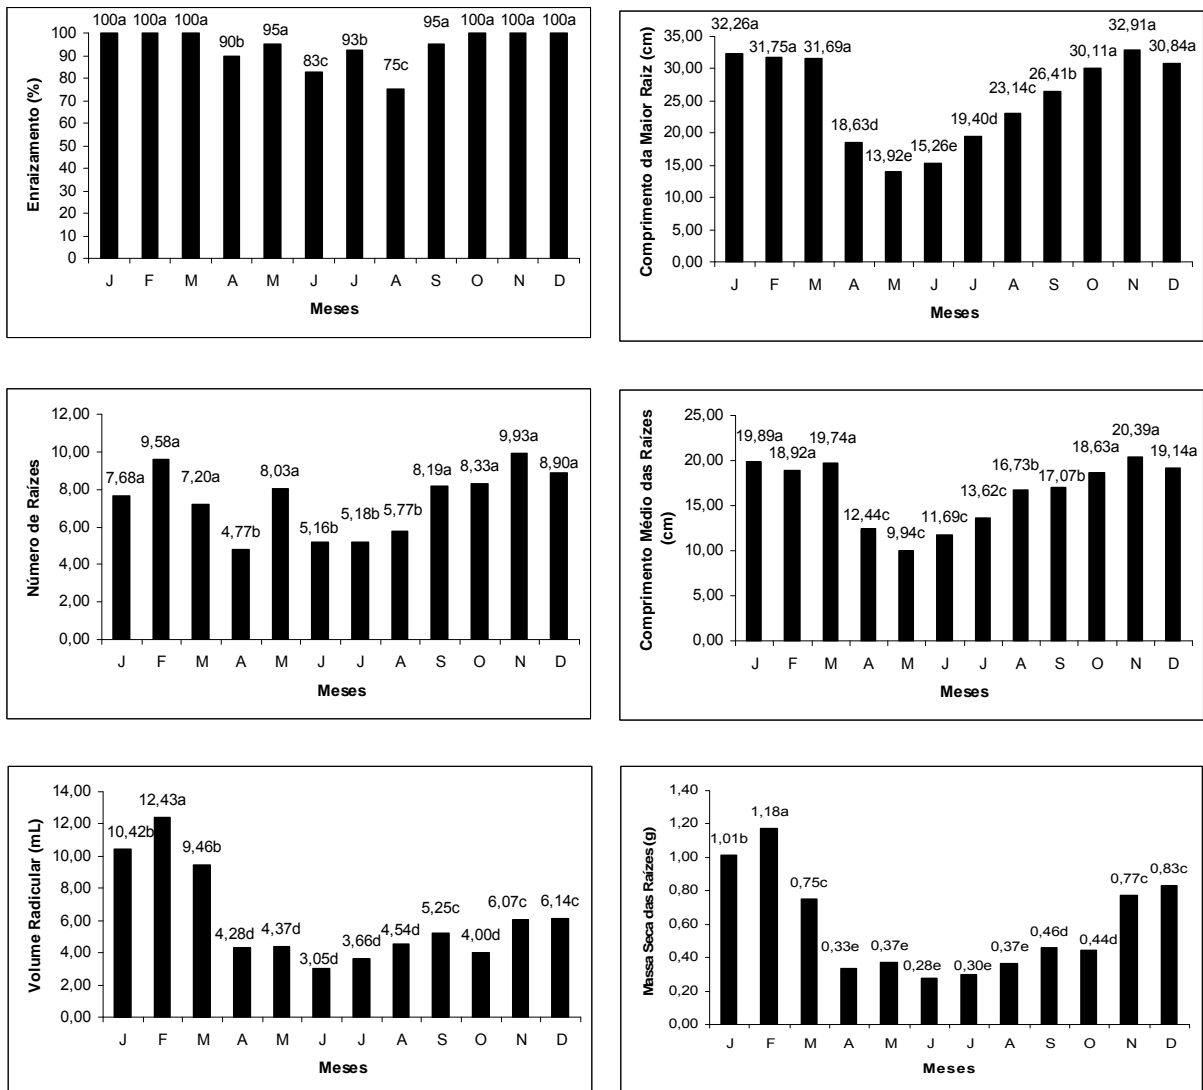 Enraizamento (%)
100
90
80
70
60
50
40
30
20
10
0
100a 100a 100a 90b 95a 83c 93b 75c 95a 100a 100a 100a
J F M A M J J A S O N D
Meses
Comprimento da Maior Raiz (cm)
35,00
30,00
25,00
20,00
15,00
10,00
5,00
0,00
32,26a 31,75a 31,69a 18,63d 13,92e 15,26e 19,40d 23,14c 26,41b 30,11a 32,91a 30,84a
J F M A M J J A S O N D
Meses
Número de Raízes
12,00
10,00
8,00
6,00
4,00
2,00
0,00
7,68a 9,58a 7,20a 4,77b 8,03a 5,16b 5,18b 5,77b 8,19a 8,33a 9,93a 8,90a
J F M A M J J A S O N D
Meses
Comprimento Médio das Raízes
(cm)
25,00
20,00
15,00
10,00
5,00
0,00
19,89a 18,92a 19,74a 12,44c 9,94c 11,69c 13,62c 16,73b 17,07b 18,63a 20,39a 19,14a
J F M A M J J A S O N D
Meses
Volume Radicular (mL)
14,00
12,00
10,00
8,00
6,00
4,00
2,00
0,00
10,42b 12,43a 9,46b 4,28d 4,37d 3,05d 3,66d 4,54d 5,25c 4,00d 6,07c 6,14c
J F M A M J J A S O N D
Meses
Massa Seca das Raízes (g)
1,40
1,20
1,00
0,80
0,60
0,40
0,20
0,00
1,01b 1,18a 0,75c 0,33e 0,37e 0,28e 0,30e 0,37e 0,46d 0,44d 0,77c 0,83c
J F M A M J J A S O N D
Meses